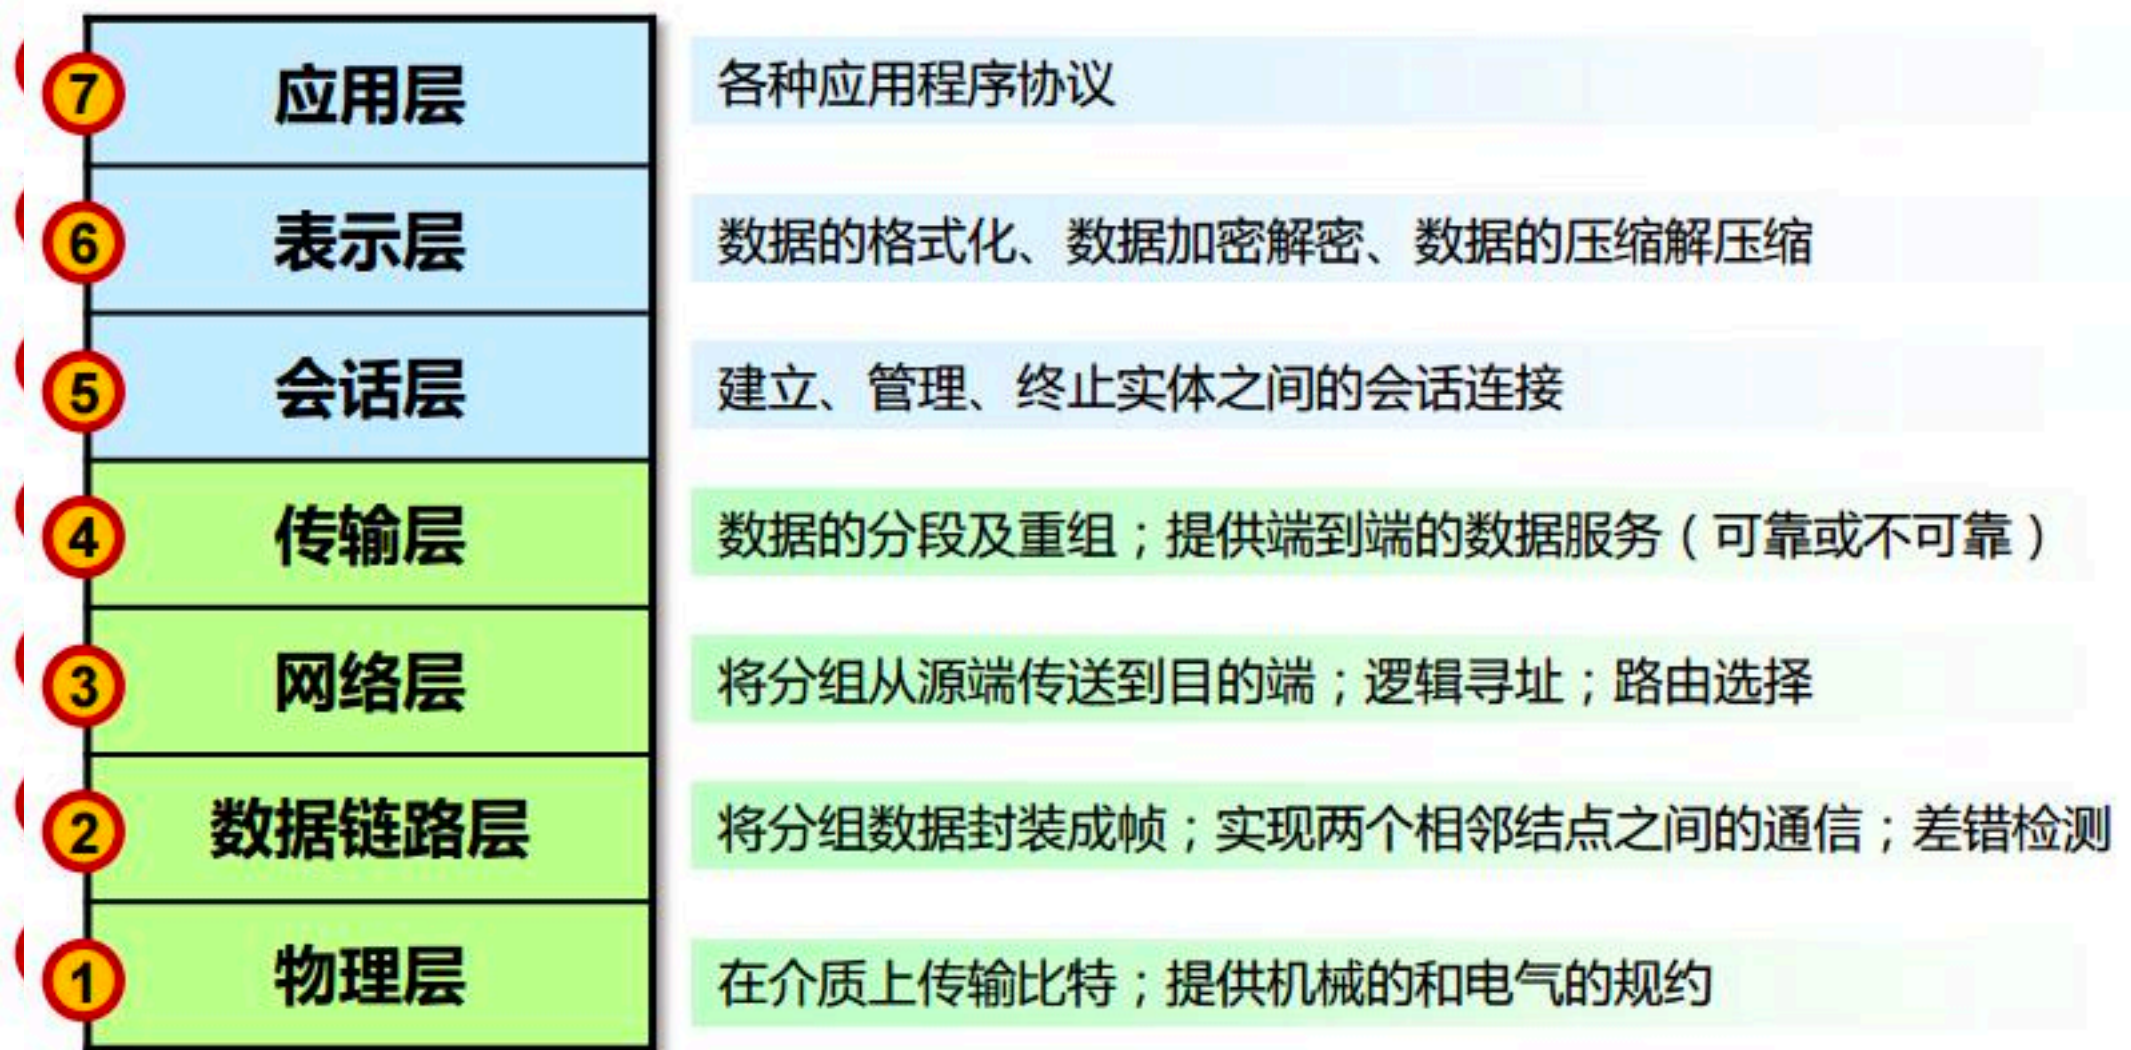 7 应用层 各种应用程序协议
6 表示层 数据的格式化、数据加密解密、数据的压缩解压缩
5 会话层 建立、管理、终止实体之间的会话连接
4 传输层 数据的分段及重组；提供端到端的数据服务（可靠或不可靠）
3 网络层 将分组从源端传送到目的端；逻辑寻址；路由选择
2 数据链路层 将分组数据封装成帧；实现两个相邻结点之间的通信；差错检测
1 物理层 在介质上传输比特；提供机械的和电气的规约